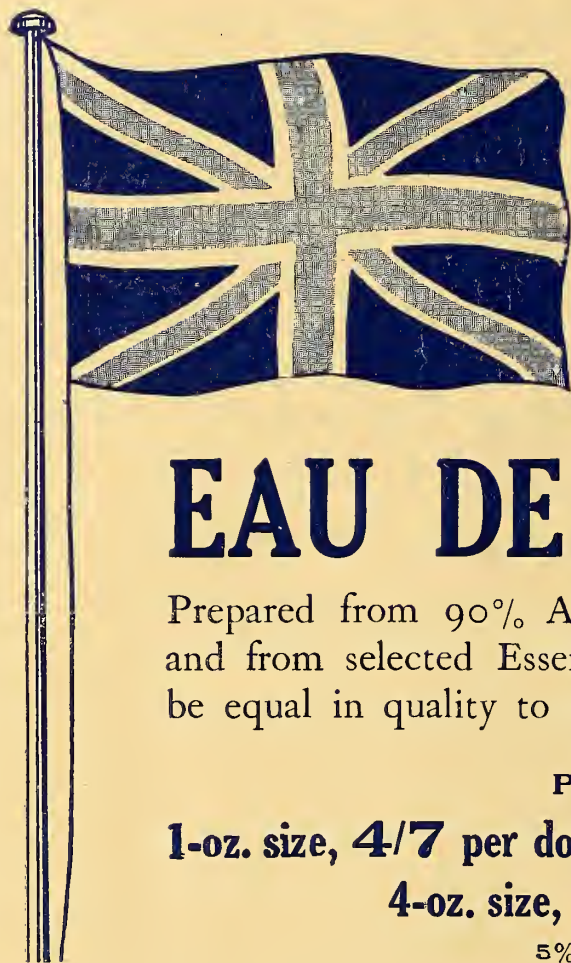 EAU DE
Prepared from 90% A
and from selected Esse
be equal in quality to
P
1-oz. size, 4/7 per do
4-oz. size,
5%